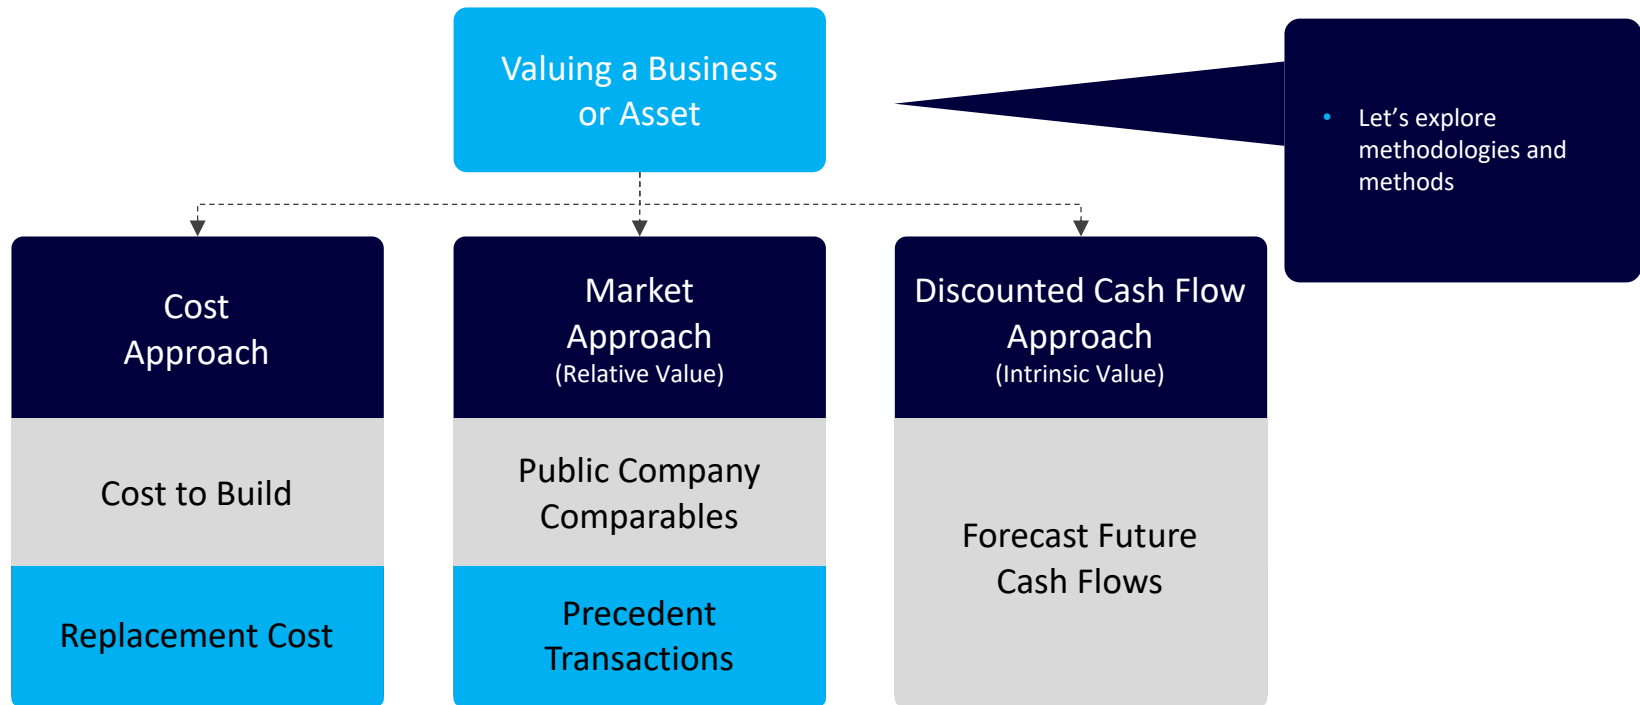 Valuing a Business
or Asset
• Let’s explore
methodologies and
methods
Cost
Approach
Market
Approach
(Relative Value)
Discounted Cash Flow
Approach
(Intrinsic Value)
Cost to Build
Public Company
Comparables
Forecast Future
Cash Flows
Replacement Cost
Precedent
Transactions